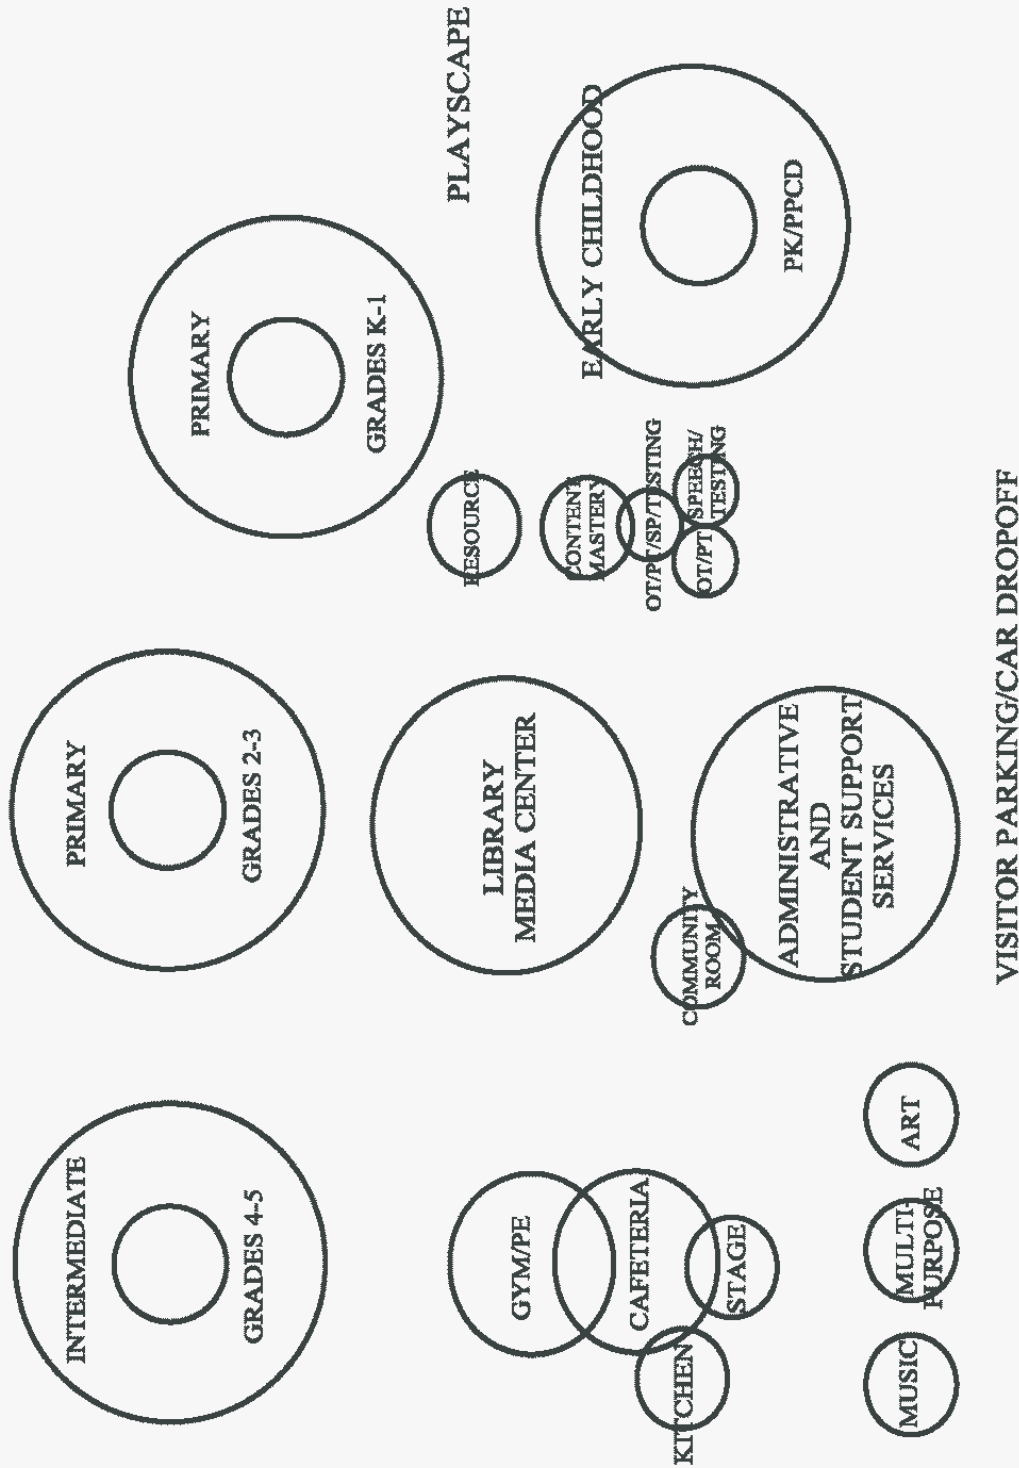 INTERMEDIATE
GRADES 4-5
PRIMARY
GRADES 2-3
PRIMARY
GRADES K-1
PLAYSCAPE
GYM/PE
CAFETERIA
KITCHEN
STAGE
LIBRARY
MEDIA CENTER
RESOURCE
CONTENT
MASTERY
OT/PT/SP/TESTING
OT/PT
SPEECH/
TESTING
EARLY CHILDHOOD
PK/PPCD
COMMUNITY
ROOM
ADMINISTRATIVE
AND
STUDENT SUPPORT
SERVICES
MUSIC
MULTI-
PURPOSE
ART
VISITOR PARKING/CAR DROPOFF